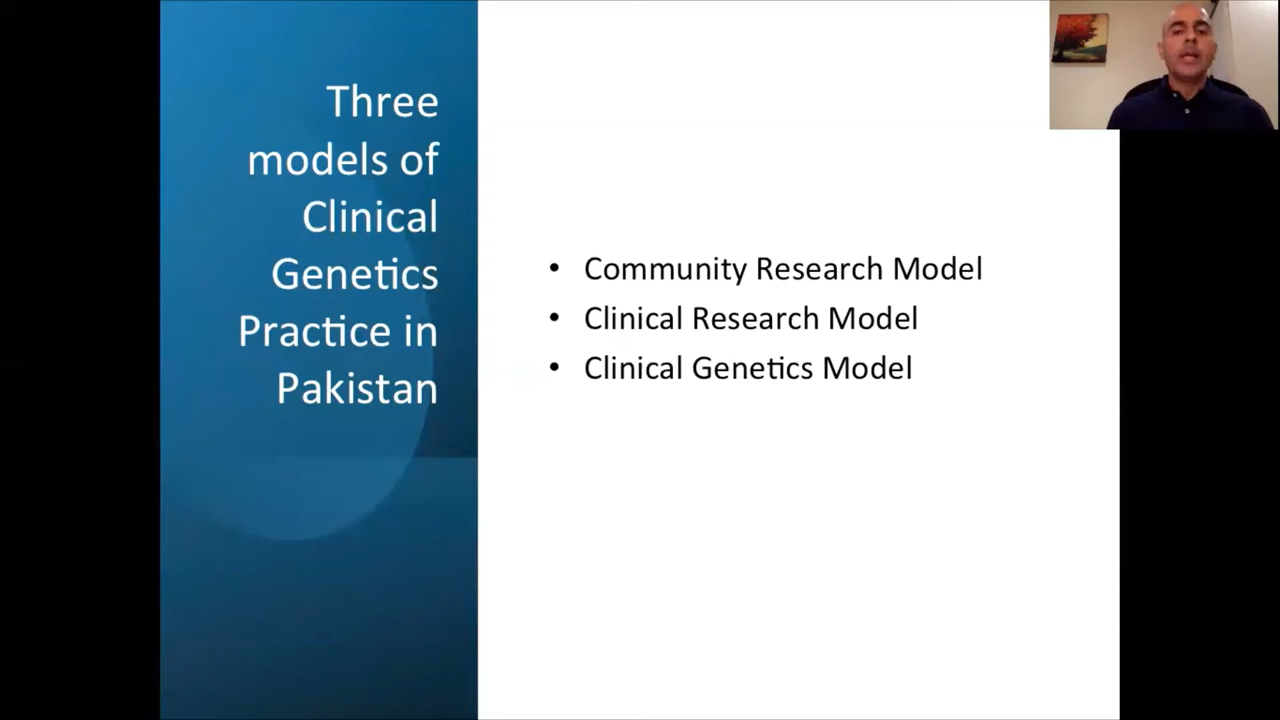 Three
models of
Clinical
Genetics
Practice in
Pakistan
• Community Research Model
• Clinical Research Model
• Clinical Genetics Model